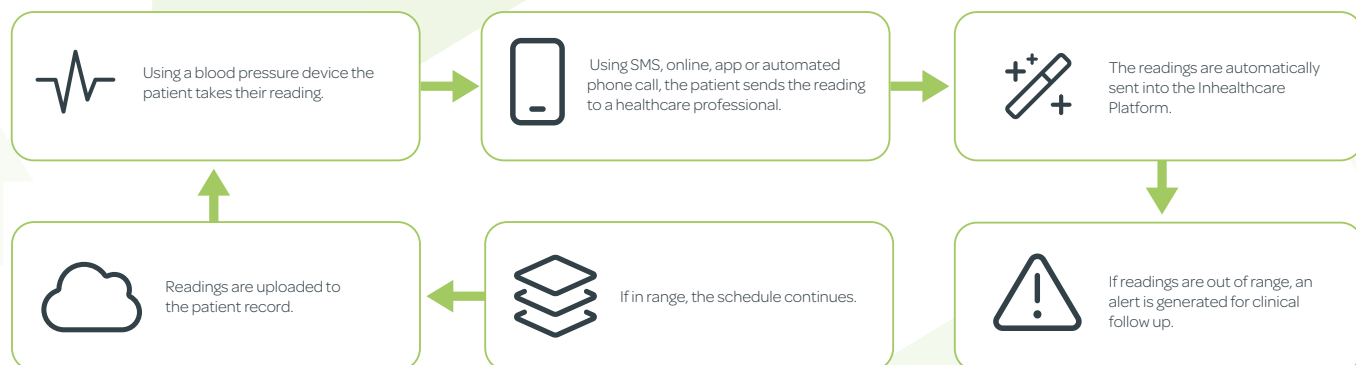 Using a blood pressure device the
patient takes their reading.
Using SMS, online, app or automated
phone call, the patient sends the reading
to a healthcare professional.
The readings are automatically
sent into the Inhealthcare
Platform.
Readings are uploaded to
the patient record.
If in range, the schedule continues.
If readings are out of range, an
alert is generated for clinical
follow up.